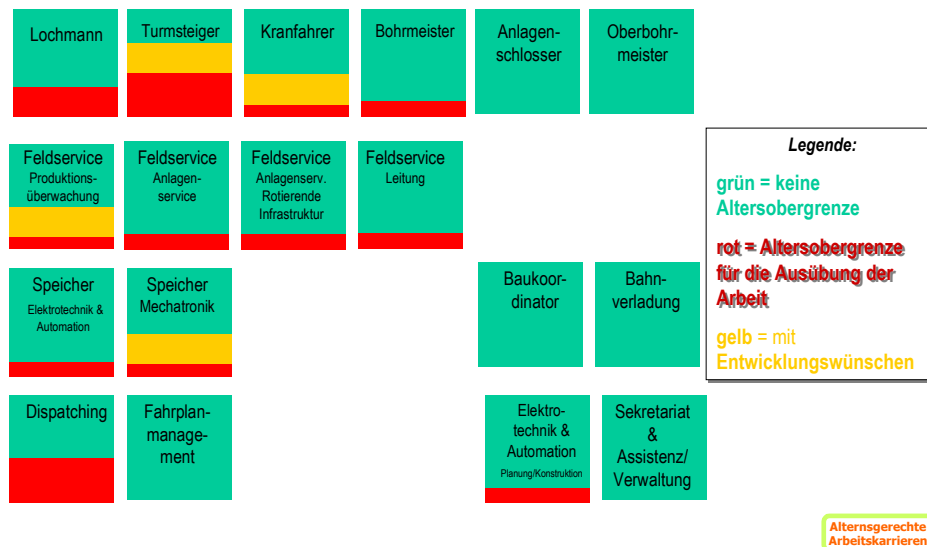 Lochmann
Turmsteiger
Kranfahrer
Bohrmeister
Anlagen-
schlosser
Oberbohr-
meister
Feldservice
Produktions-
überwachung
Feldservice
Anlagen-
service
Feldservice
Anlagenserv.
Rotierende
Infrastruktur
Feldservice
Leitung
Legende:
grün = keine
Altersobergrenze
rot = Altersobergrenze
für die Ausübung der
Arbeit
gelb = mit
Entwicklungswünschen
Speicher
Elektrotechnik &
Automation
Speicher
Mechatronik
Baukoor-
dinator
Bahn-
verladung
Dispatching
Fahrplan-
manage-
ment
Elektro-
technik &
Automation
Planung/Konstruktion
Sekretariat
&
Assistenz/
Verwaltung
Alternsgerechte
Arbeitskarrieren